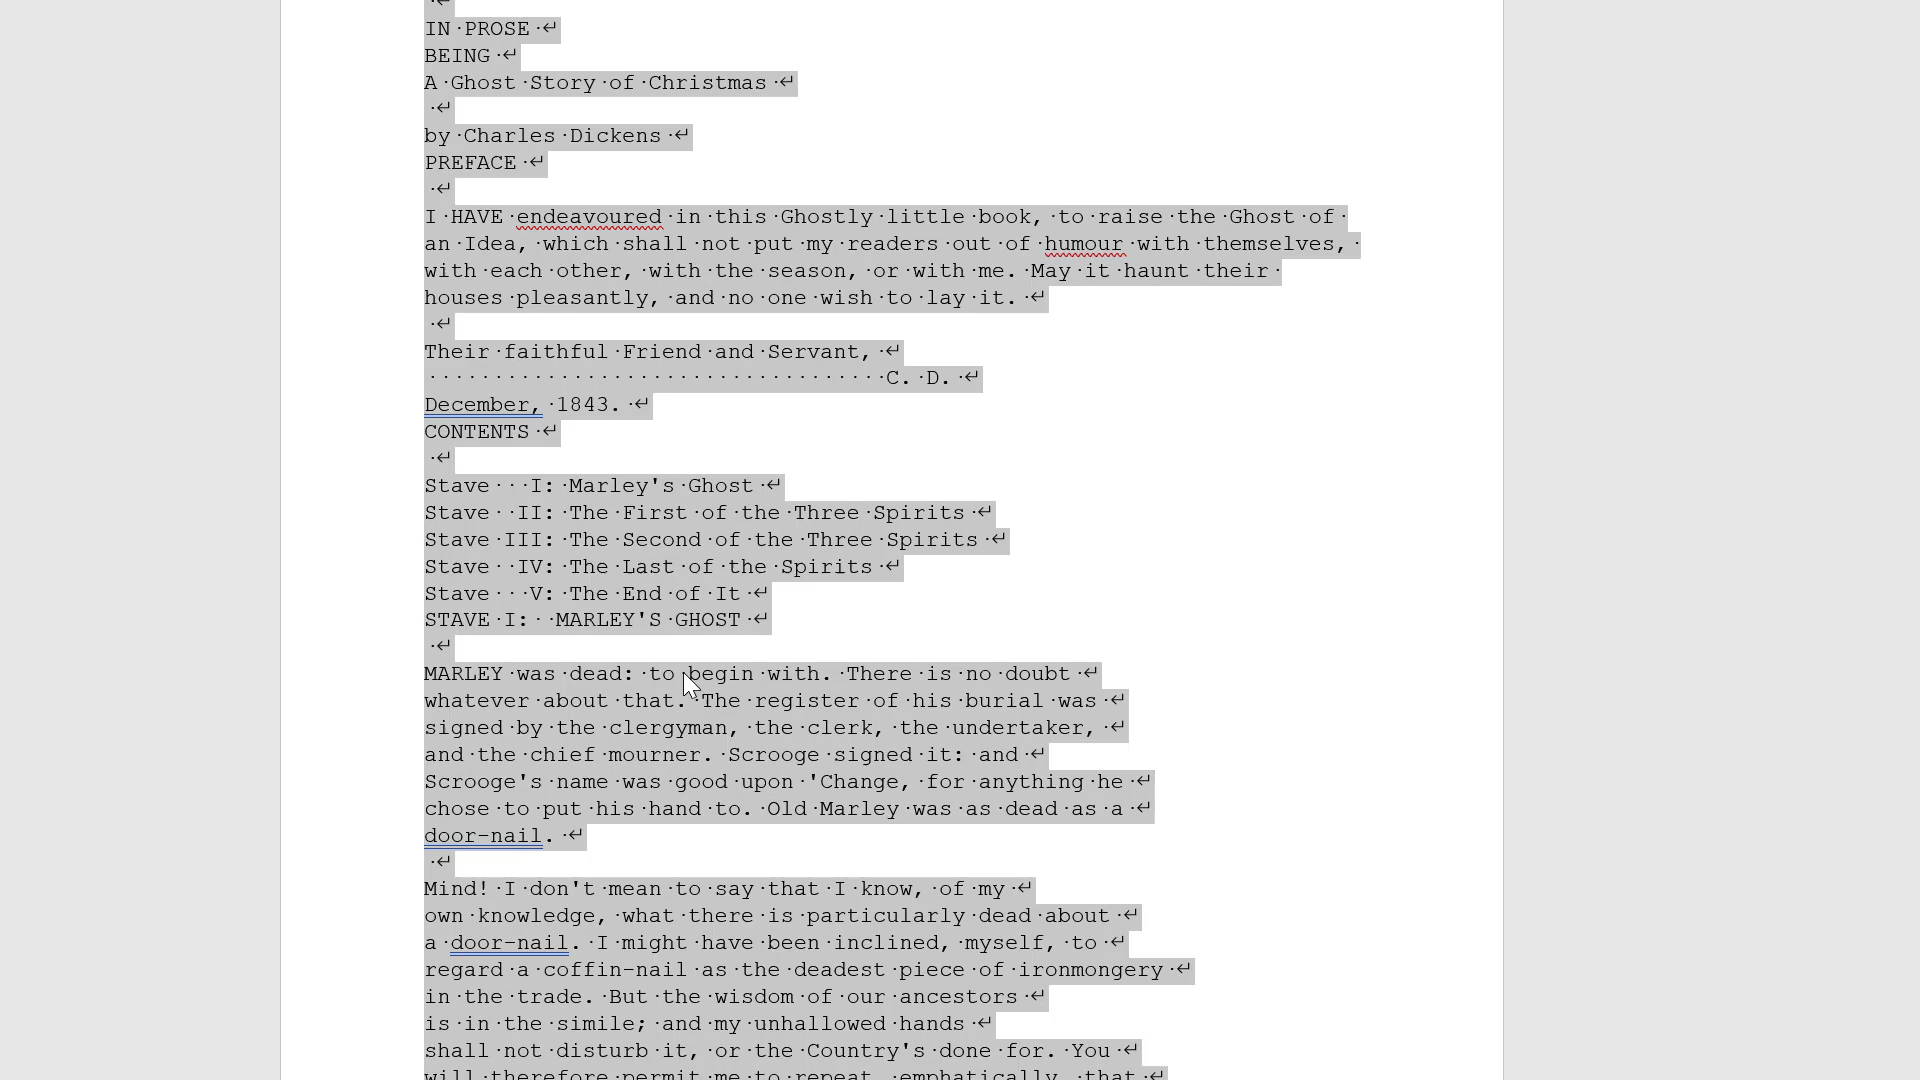 IN PROSE
BEING
A Ghost Story of Christmas
by Charles Dickens
PREFACE
I HAVE endeavoured in this Ghostly little book, to raise the Ghost of
an Idea, which shall not put my readers out of humour with themselves,
with each other, with the season, or with me. May it haunt their
houses pleasantly, and no one wish to lay it.
Their faithful Friend and Servant,
C. D.
December, 1843.
CONTENTS
Stave   I: Marley's Ghost
Stave  II: The First of the Three Spirits
Stave III: The Second of the Three Spirits
Stave  IV: The Last of the Spirits
Stave   V: The End of It
STAVE I:  MARLEY'S GHOST
MARLEY was dead: to begin with. There is no doubt
whatever about that. The register of his burial was
signed by the clergyman, the clerk, the undertaker,
and the chief mourner. Scrooge signed it: and
Scrooge's name was good upon 'Change, for anything he
chose to put his hand to. Old Marley was as dead as a
door-nail.
Mind! I don't mean to say that I know, of my
own knowledge, what there is particularly dead about
a door-nail. I might have been inclined, myself, to
regard a coffin-nail as the deadest piece of ironmongery
in the trade. But the wisdom of our ancestors
is in the simile; and my unhallowed hands
shall not disturb it, or the Country's done for. You
will therefore permit me to repeat, emphatically, that